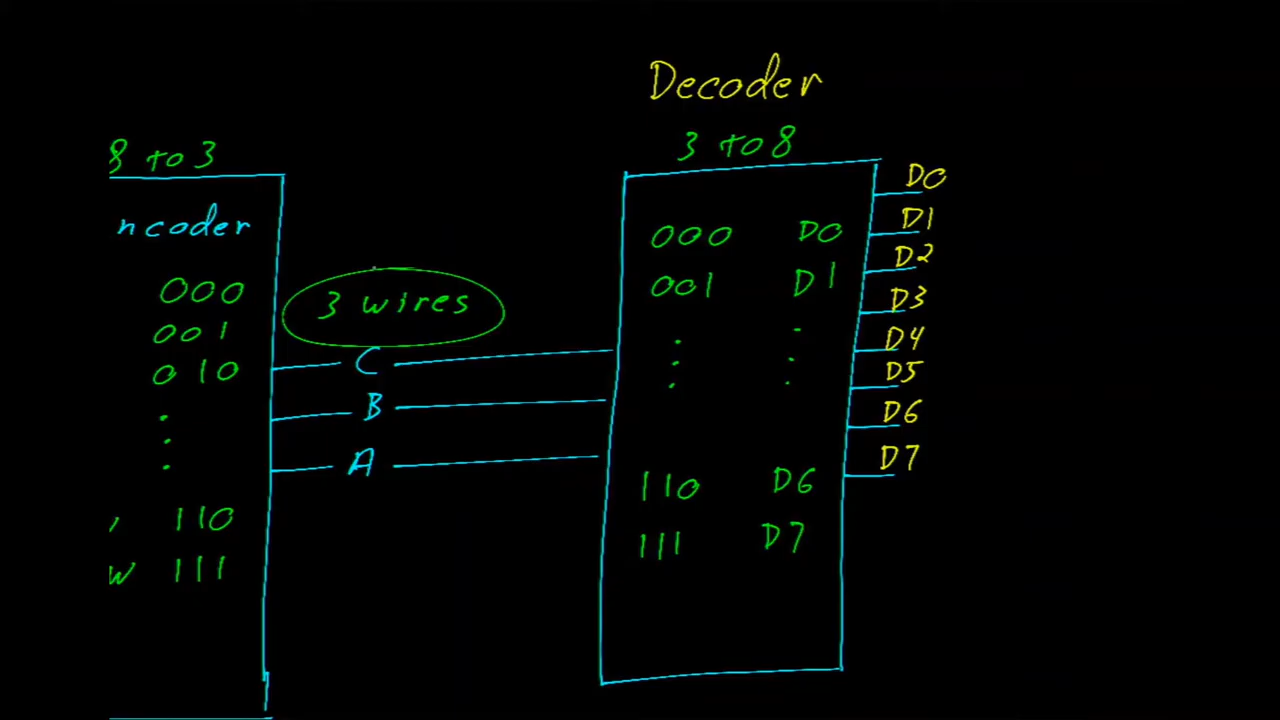 Decoder
8 to 3
3 to 8
ncoder
000
001
010
110
W 111
3 wires
C
B
A
000 D0
001 D1
110 D6
111 D7
D0
D1
D2
D3
D4
D5
D6
D7